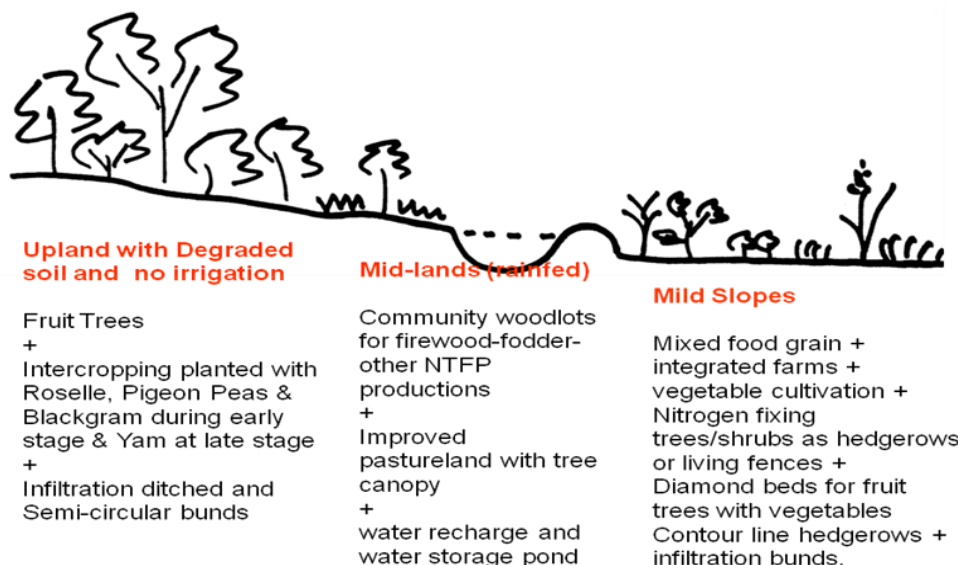 Upland with Degraded
soil and no irrigation
Fruit Trees
+
Intercropping planted with
Roselle, Pigeon Peas &
Blackgram during early
stage & Yam at late stage
+
Infiltration ditched and
Semi-circular bunds
Mid-lands (rainfed)
Community woodlots
for firewood-fodder-
other NTFP
productions
+
Improved
pastureland with tree
canopy
+
water recharge and
water storage pond
Mild Slopes
Mixed food grain +
integrated farms +
vegetable cultivation +
Nitrogen fixing
trees/shrubs as hedgerows
or living fences +
Diamond beds for fruit
trees with vegetables
Contour line hedgerows +
infiltration bunds.